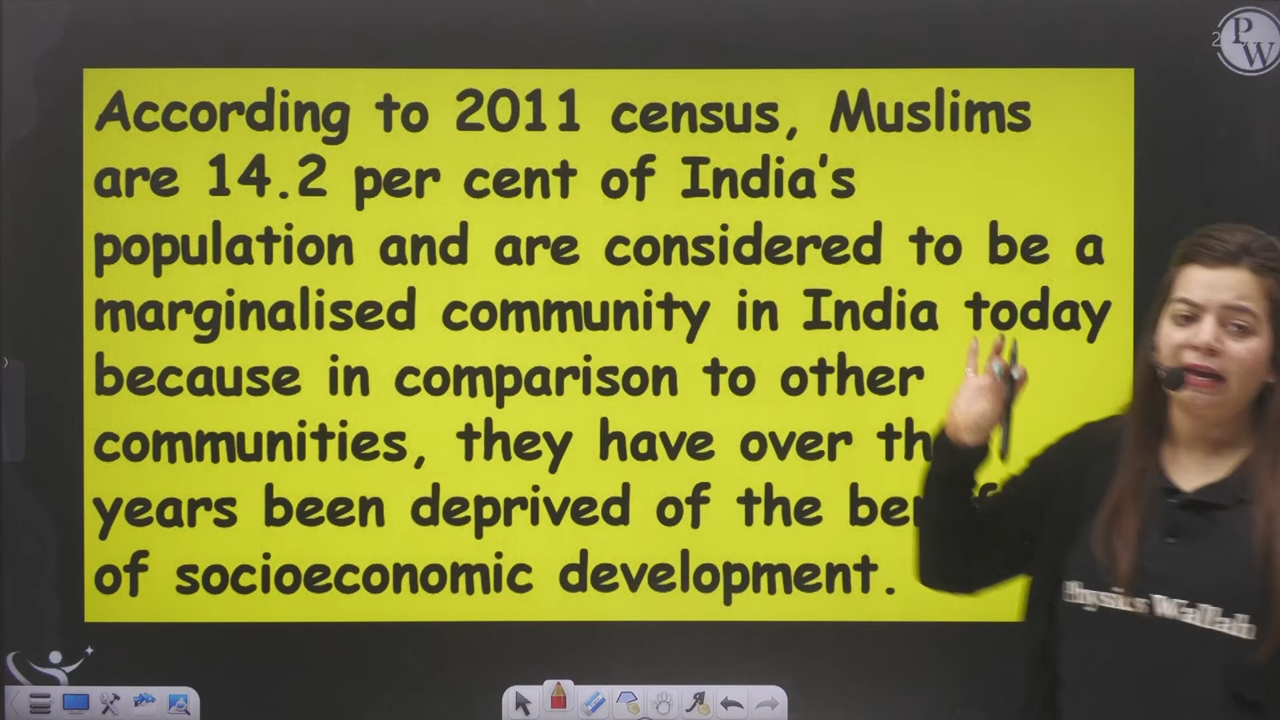 According to 2011 census, Muslims
are 14.2 per cent of India's
population and are considered to be a
marginalised community in India today
because in comparison to other
communities, they have over
years been deprived of the
of socioeconomic development.
PW
2
Physics Wallah